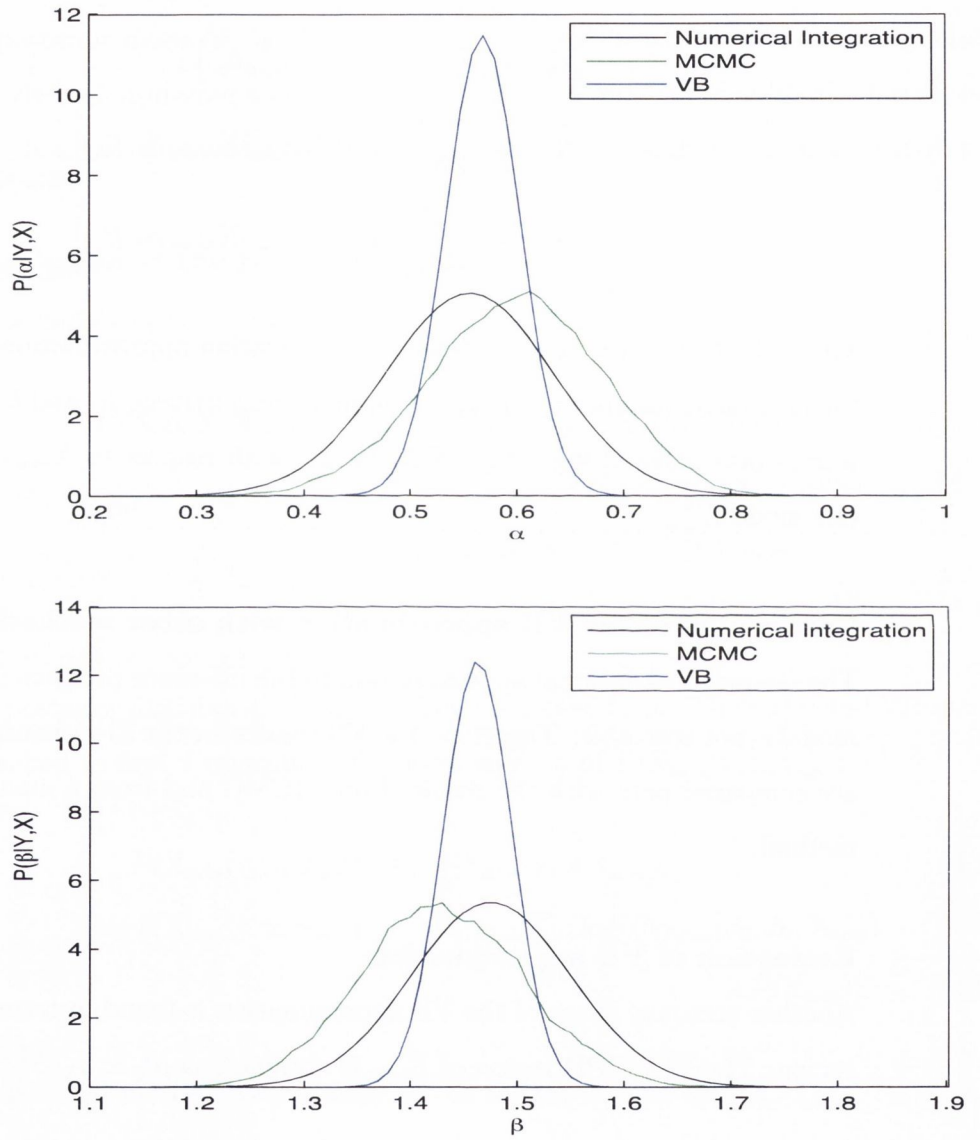 12
10
8
6
4
2
0
P(α|Y,X)
Numerical Integration
MCMC
VB
0.2 0.3 0.4 0.5 0.6 0.7 0.8 0.9 1
α
14
12
10
8
6
4
2
0
P(β|Y,X)
Numerical Integration
MCMC
VB
1.1 1.2 1.3 1.4 1.5 1.6 1.7 1.8 1.9
β